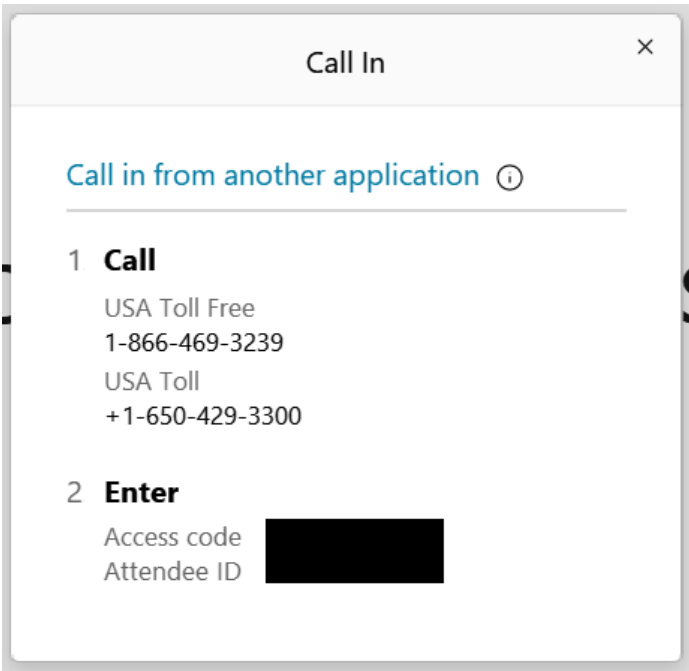 Call In
Call in from another application
1 Call
USA Toll Free
1-866-469-3239
USA Toll
+1-650-429-3300
2 Enter
Access code
Attendee ID